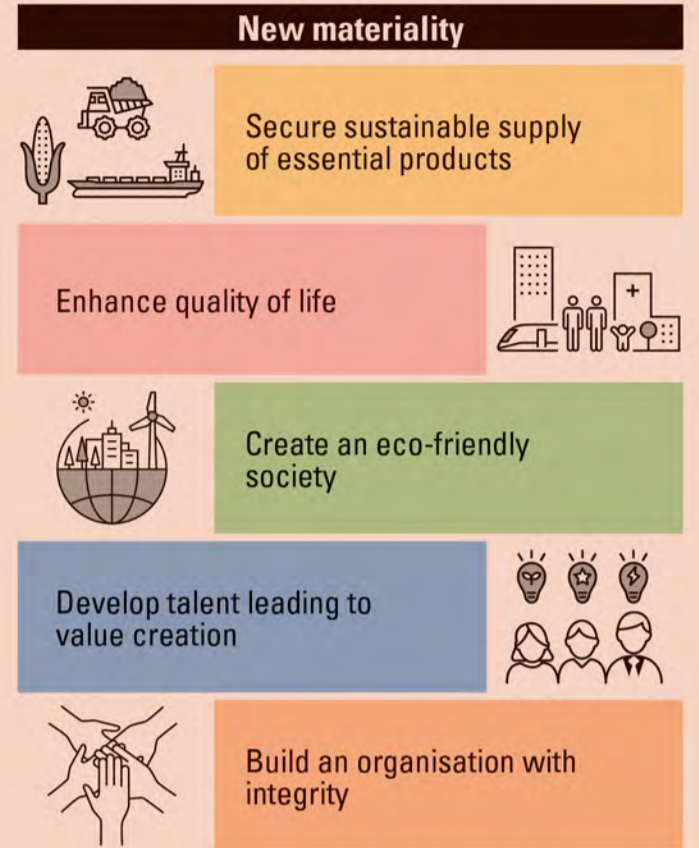 New materiality
Secure sustainable supply
of essential products
Enhance quality of life
Create an eco-friendly
society
Develop talent leading to
value creation
Build an organisation with
integrity